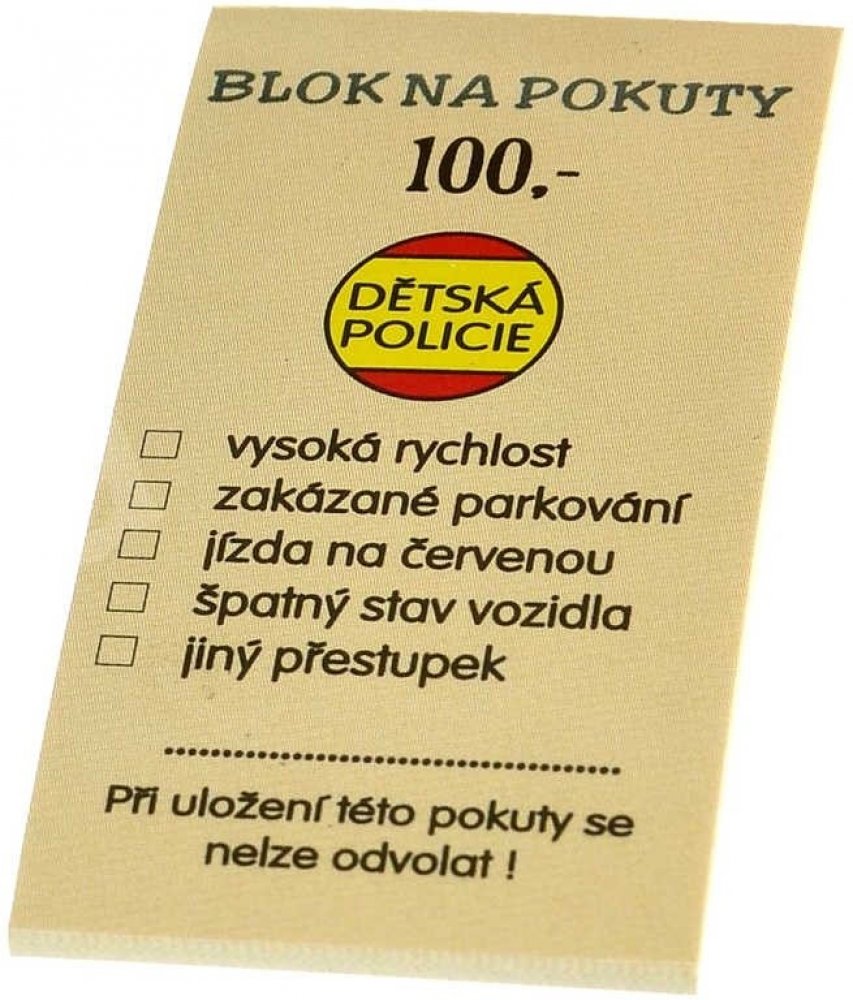 BLOK NA POKUTY
100,-
DĚTSKÁ
POLICIE
vysoká rychlost
zakázané parkování
jízda na červenou
špatný stav vozidla
jiný přestupek
........................................
Při uložení této pokuty se
nelze odvolat !